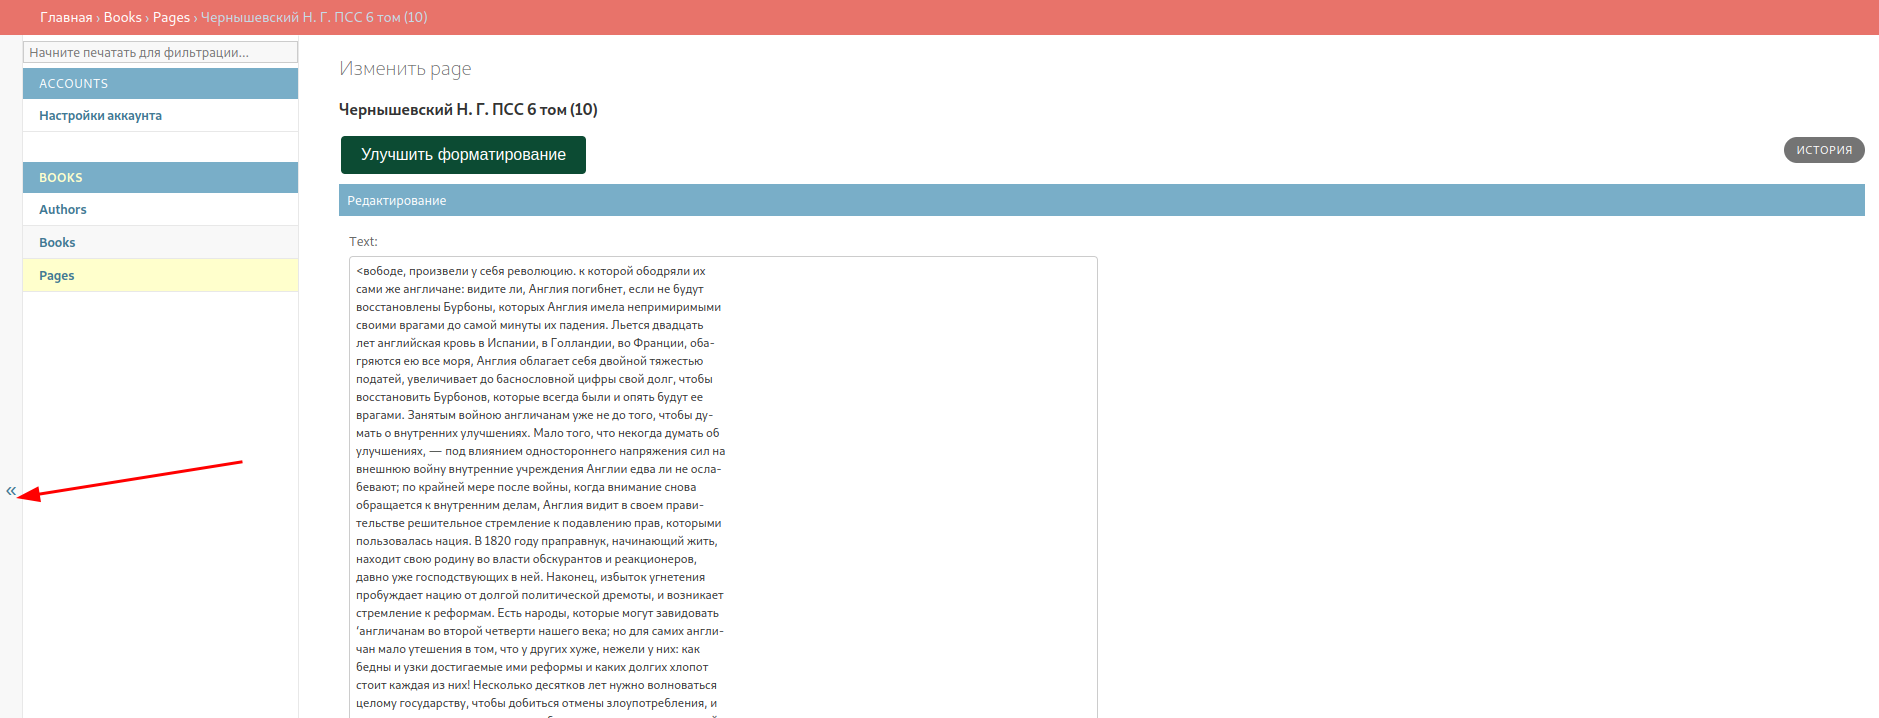 Главная › Books › Pages › Чернышевский Н. Г. ПСС 6 том (10)
Начните печатать для фильтрации...
ACCOUNTS
Настройки аккаунта
BOOKS
Authors
Books
Pages
«
Изменить page
Чернышевский Н. Г. ПСС 6 том (10)
Улучшить форматирование
ИСТОРИЯ
Редактирование
Text:
<вободе, произвели у себя революцию. к которой ободряли их
сами же англичане: видите ли, Англия погибнет, если не будут
восстановлены Бурбоны, которых Англия имела непримиримыми
своими врагами до самой минуты их падения. Льется двадцать
лет английская кровь в Испании, в Голландии, во Франции, оба-
гряются ею все моря, Англия облагает себя двойной тяжестью
податей, увеличивает до баснословной цифры свой долг, чтобы
восстановить Бурбонов, которые всегда были и опять будут ее
врагами. Занятым войною англичанам уже не до того, чтобы ду-
мать о внутренних улучшениях. Мало того, что некогда думать об
улучшениях, — под влиянием одностороннего напряжения сил на
внешнюю войну внутренние учреждения Англии едва ли не осла-
бевают; по крайней мере после войны, когда внимание снова
обращается к внутренним делам, Англия видит в своем прави-
тельстве решительное стремление к подавлению прав, которыми
пользовалась нация. В 1820 году праправнук, начинающий жить,
находит свою родину во власти обскурантов и реакционеров,
давно уже господствующих в ней. Наконец, избыток угнетения
пробуждает нацию от долгой политической дремоты, и возникает
стремление к реформам. Есть народы, которые могут завидовать
‘англичанам во второй четверти нашего века; но для самих англи-
чан мало утешения в том, что у других хуже, нежели у них: как
бедны и узки достигаемые ими реформы и каких долгих хлопот
стоит каждая из них! Несколько десятков лет нужно волноваться
целому государству, чтобы добиться отмены злоупотребления, и